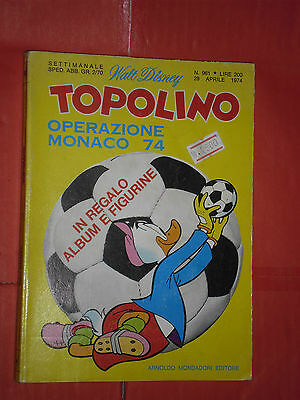 SETTIMANALE
SPED. ABB. GR. 2/70
Walt Disney
N. 961 • LIRE 200
28 APRILE 1974
TOPOLINO
OPERAZIONE
MONACO 74
IN REGALO
ALBUM E FIGURINE
ARNOLDO MONDADORI EDITORE